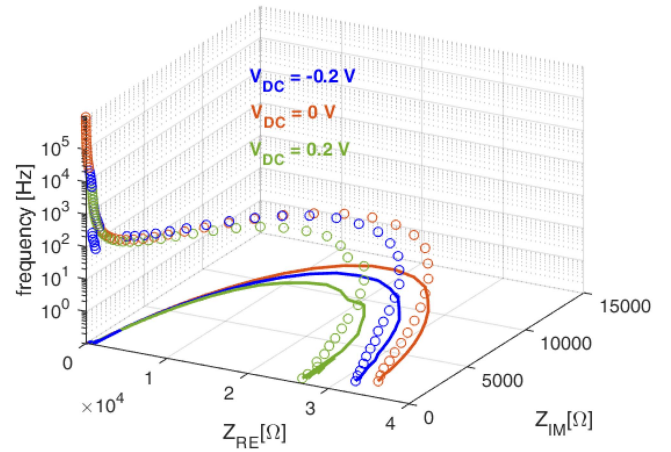 V_DC = -0.2 V
V_DC = 0 V
V_DC = 0.2 V
frequency [Hz]
10^5
10^4
10^3
10^2
10^1
10^0
0
1
2
3
4
×10^4
Z_RE[Ω]
0
5000
10000
15000
Z_IM[Ω]